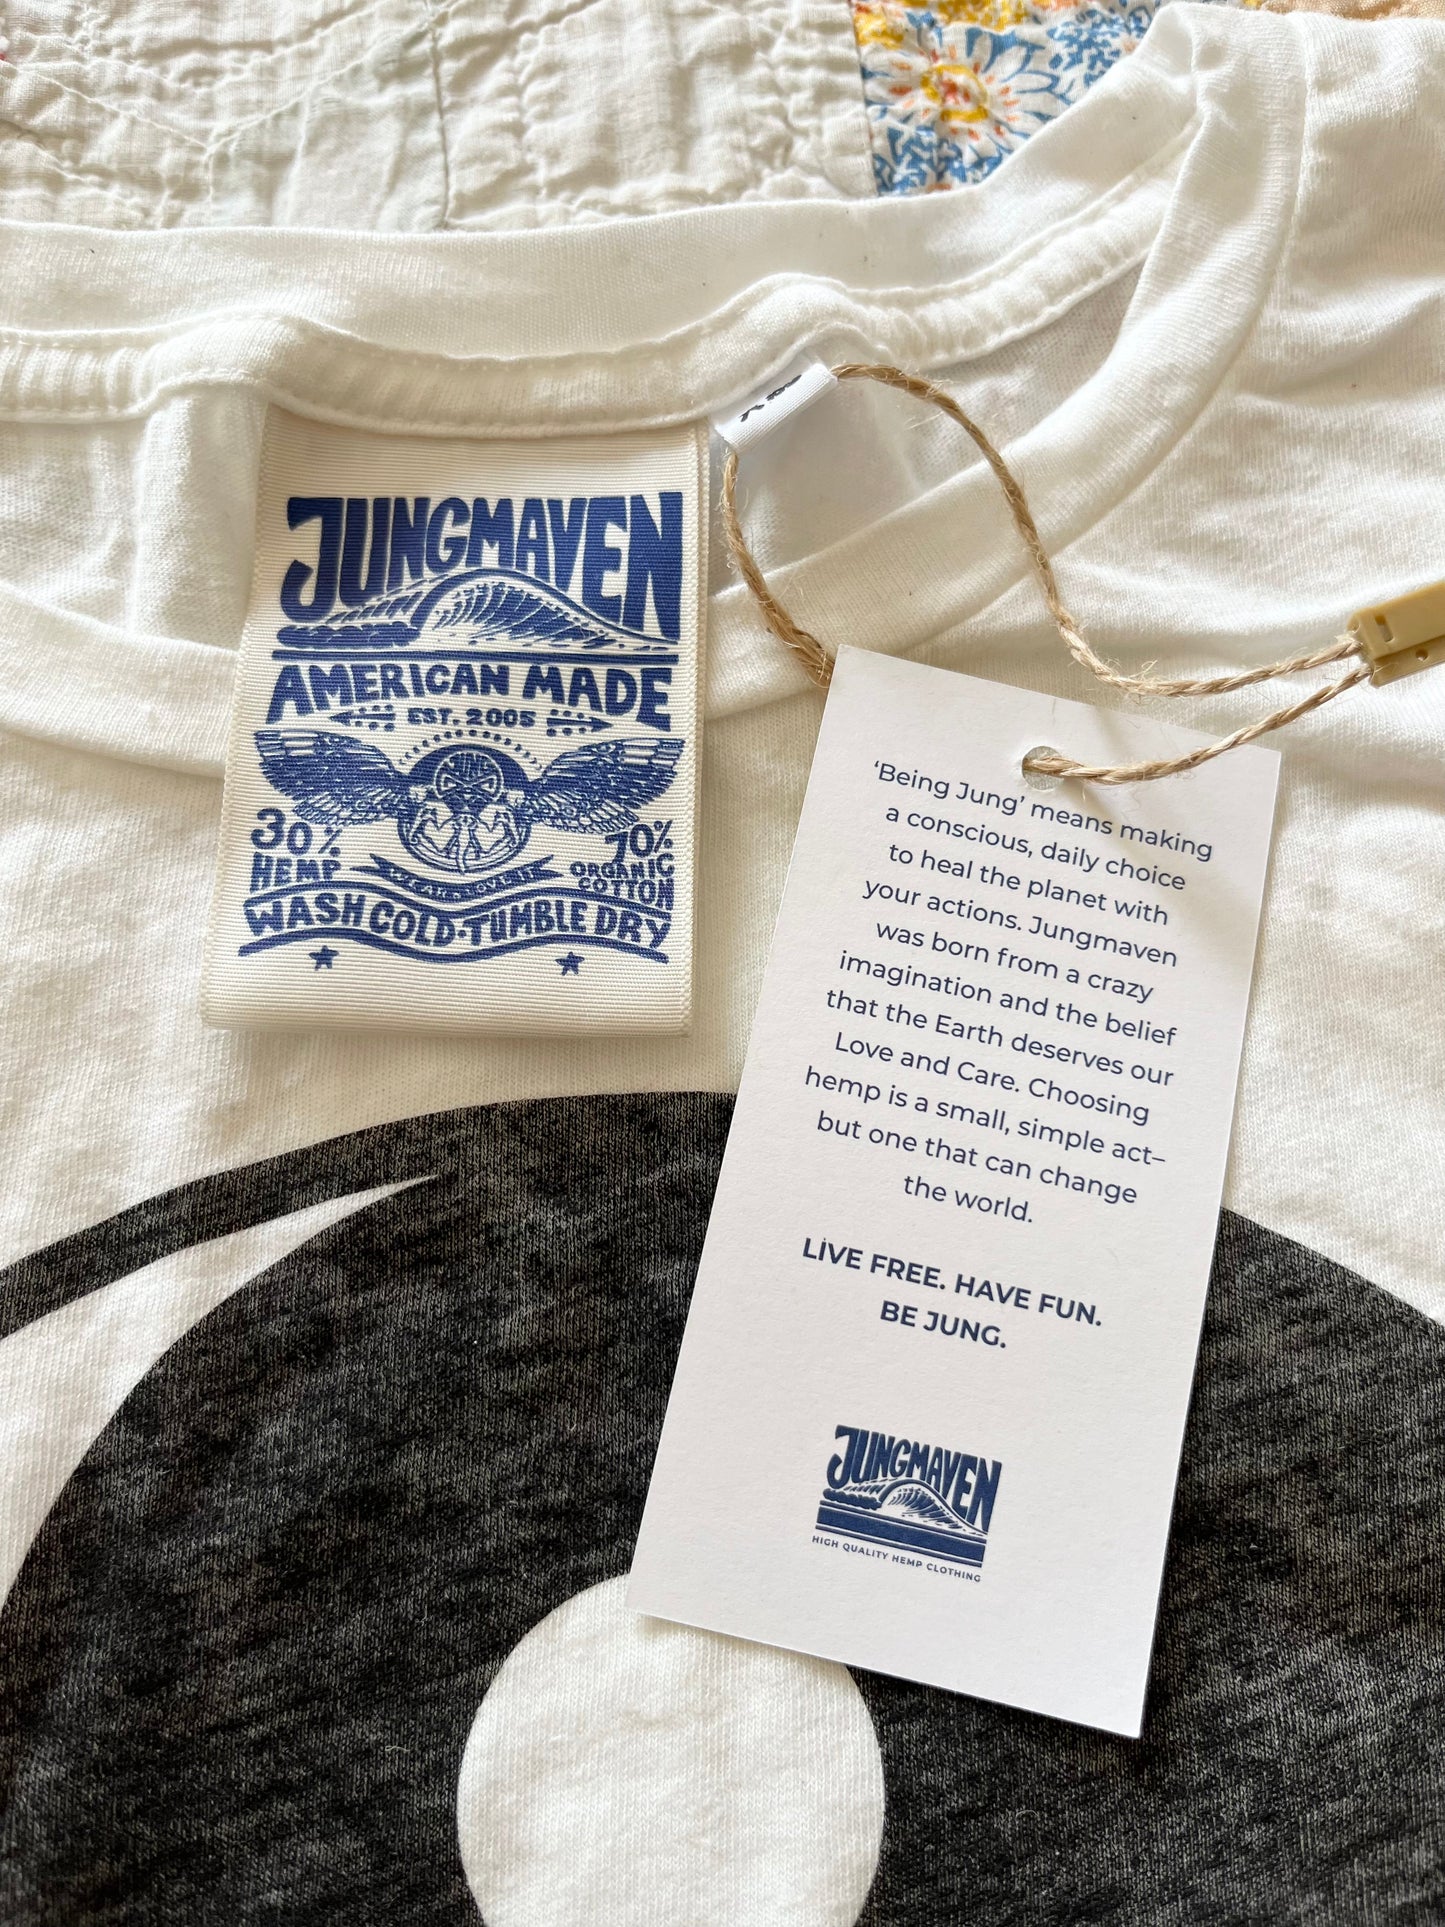 JUNGMAVEN
AMERICAN MADE
EST. 2005
JUNG
30%
HEMP
70%
ORGANIC
COTTON
WASH COLD·TUMBLE DRY
'Being Jung' means making
a conscious, daily choice
to heal the planet with
your actions. Jungmaven
was born from a crazy
imagination and the belief
that the Earth deserves our
Love and Care. Choosing
hemp is a small, simple act–
but one that can change
the world.
LIVE FREE. HAVE FUN.
BE JUNG.
JUNGMAVEN
HIGH QUALITY HEMP CLOTHING